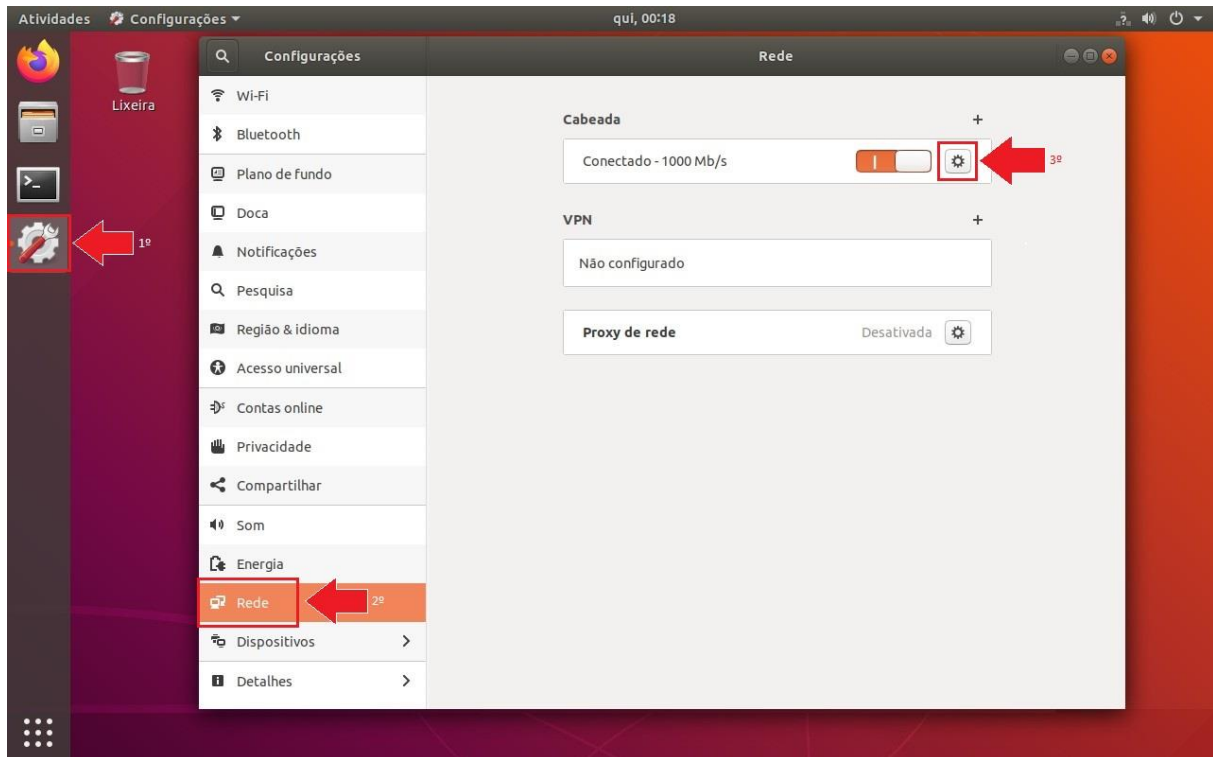 Atividades Configurações qui, 00:18
Configurações Rede
Lixeira
Wi-Fi
Bluetooth
Plano de fundo
Doca
Notificações
Pesquisa
Região & idioma
Acesso universal
Contas online
Privacidade
Compartilhar
Som
Energia
Rede
Dispositivos
Detalhes
Cabeada +
Conectado - 1000 Mb/s
VPN +
Não configurado
Proxy de rede Desativada
1º
2º
3º